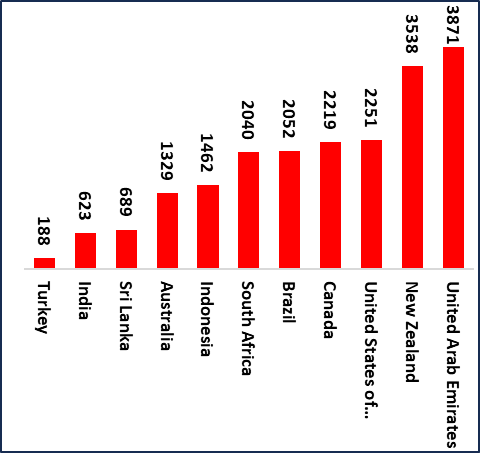 3871
3538
2251
2219
2052
2040
1462
1329
689
623
188
United Arab Emirates
New Zealand
United States of...
Canada
Brazil
South Africa
Indonesia
Australia
Sri Lanka
India
Turkey